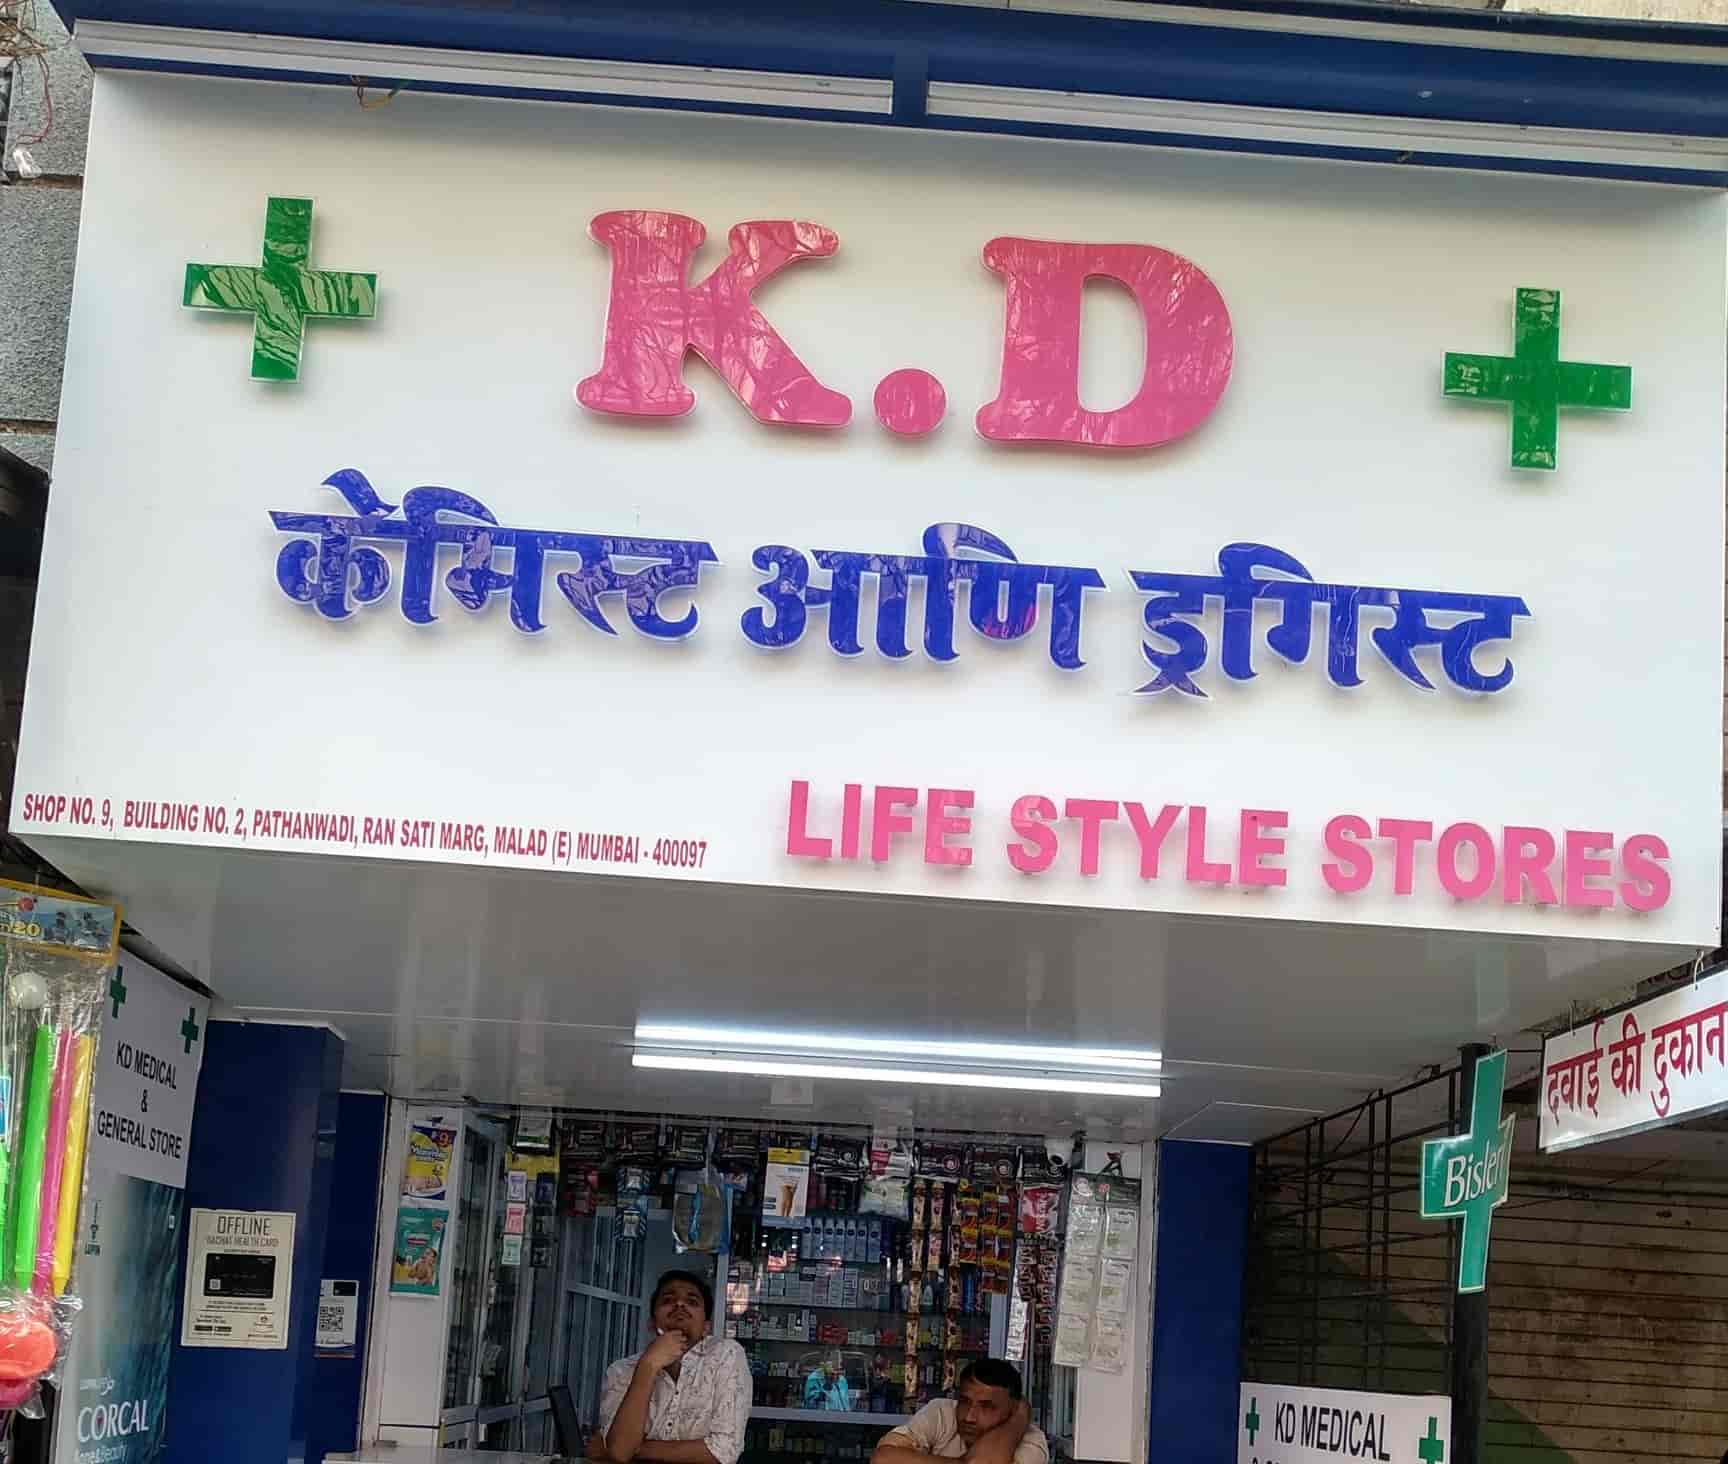 K.D
केमिस्ट आणि ड्रगिस्ट
SHOP NO. 9, BUILDING NO. 2, PATHANWADI, RAN SATI MARG, MALAD (E) MUMBAI - 400097
LIFE STYLE STORES
KD MEDICAL
&
GENERAL STORE
दवाई की दुकान
Bisleri
OFFLINE
LUPIN
CORCAL
KD MEDICAL